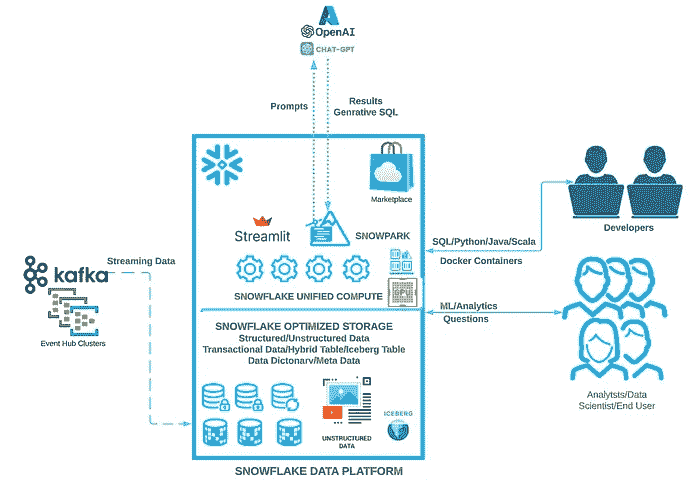 OpenAI
CHAT-GPT
Prompts
Results
Genrative SQL
Marketplace
Streamlit
SNOWPARK
SQL/Python/Java/Scala
Docker Containers
Developers
Streaming Data
kafka
Event Hub Clusters
GPU
SNOWFLAKE UNIFIED COMPUTE
ML/Analytics
Questions
SNOWFLAKE OPTIMIZED STORAGE
Structured/Unstructured Data
Transactional Data/Hybrid Table/Iceberg Table
Data Dictonary/Meta Data
Analytsts/Data
Scientist/End User
ICEBERG
UNSTRUCTURED
DATA
SNOWFLAKE DATA PLATFORM